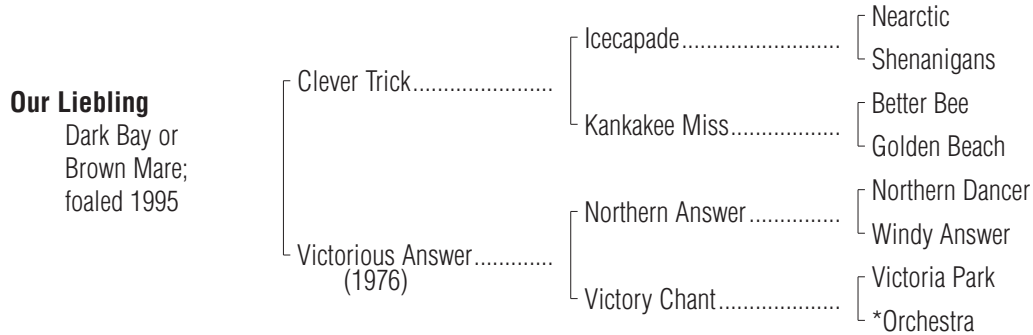 Nearctic
Icecapade............................
Shenanigans
Clever Trick........................
Our Liebling
Better Bee
Dark Bay or
Kankakee Miss...................
Golden Beach
Brown Mare;
foaled 1995
Northern Dancer
Northern Answer................
Windy Answer
Victorious Answer..............
(1976)
Victoria Park
Victory Chant.....................
*Orchestra